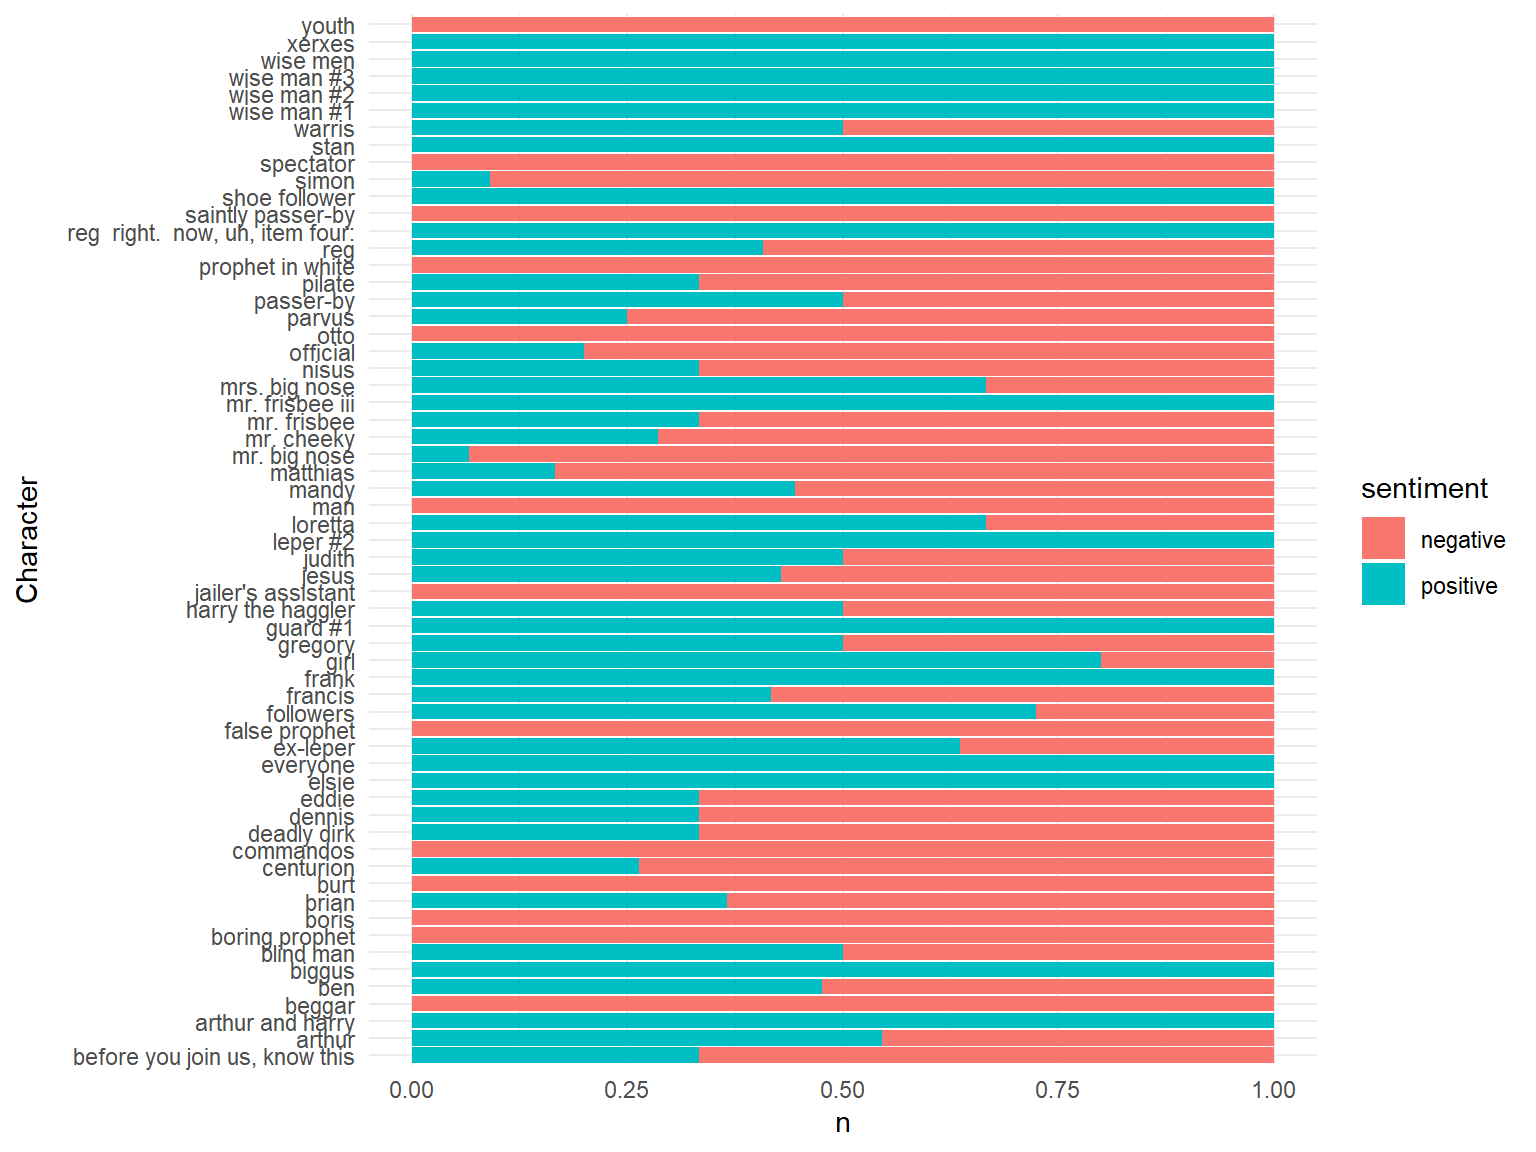 youth
xerxes
wise men
wise man #3
wise man #2
wise man #1
warris
stan
spectator
simon
shoe follower
saintly passer-by
reg  right.  now, uh, item four:
reg
prophet in white
pilate
passer-by
parvus
otto
official
nisus
mrs. big nose
mr. frisbee iii
mr. frisbee
mr. cheeky
mr. big nose
matthias
mandy
man
loretta
leper #2
judith
jesus
jailer's assistant
harry the haggler
guard #1
gregory
girl
frank
francis
followers
false prophet
ex-leper
everyone
elsie
eddie
dennis
deadly dirk
commandos
centurion
burt
brian
boris
boring prophet
blind man
biggus
ben
beggar
arthur and harry
arthur
before you join us, know this
Character
0.00 0.25 0.50 0.75 1.00
n
sentiment
negative
positive